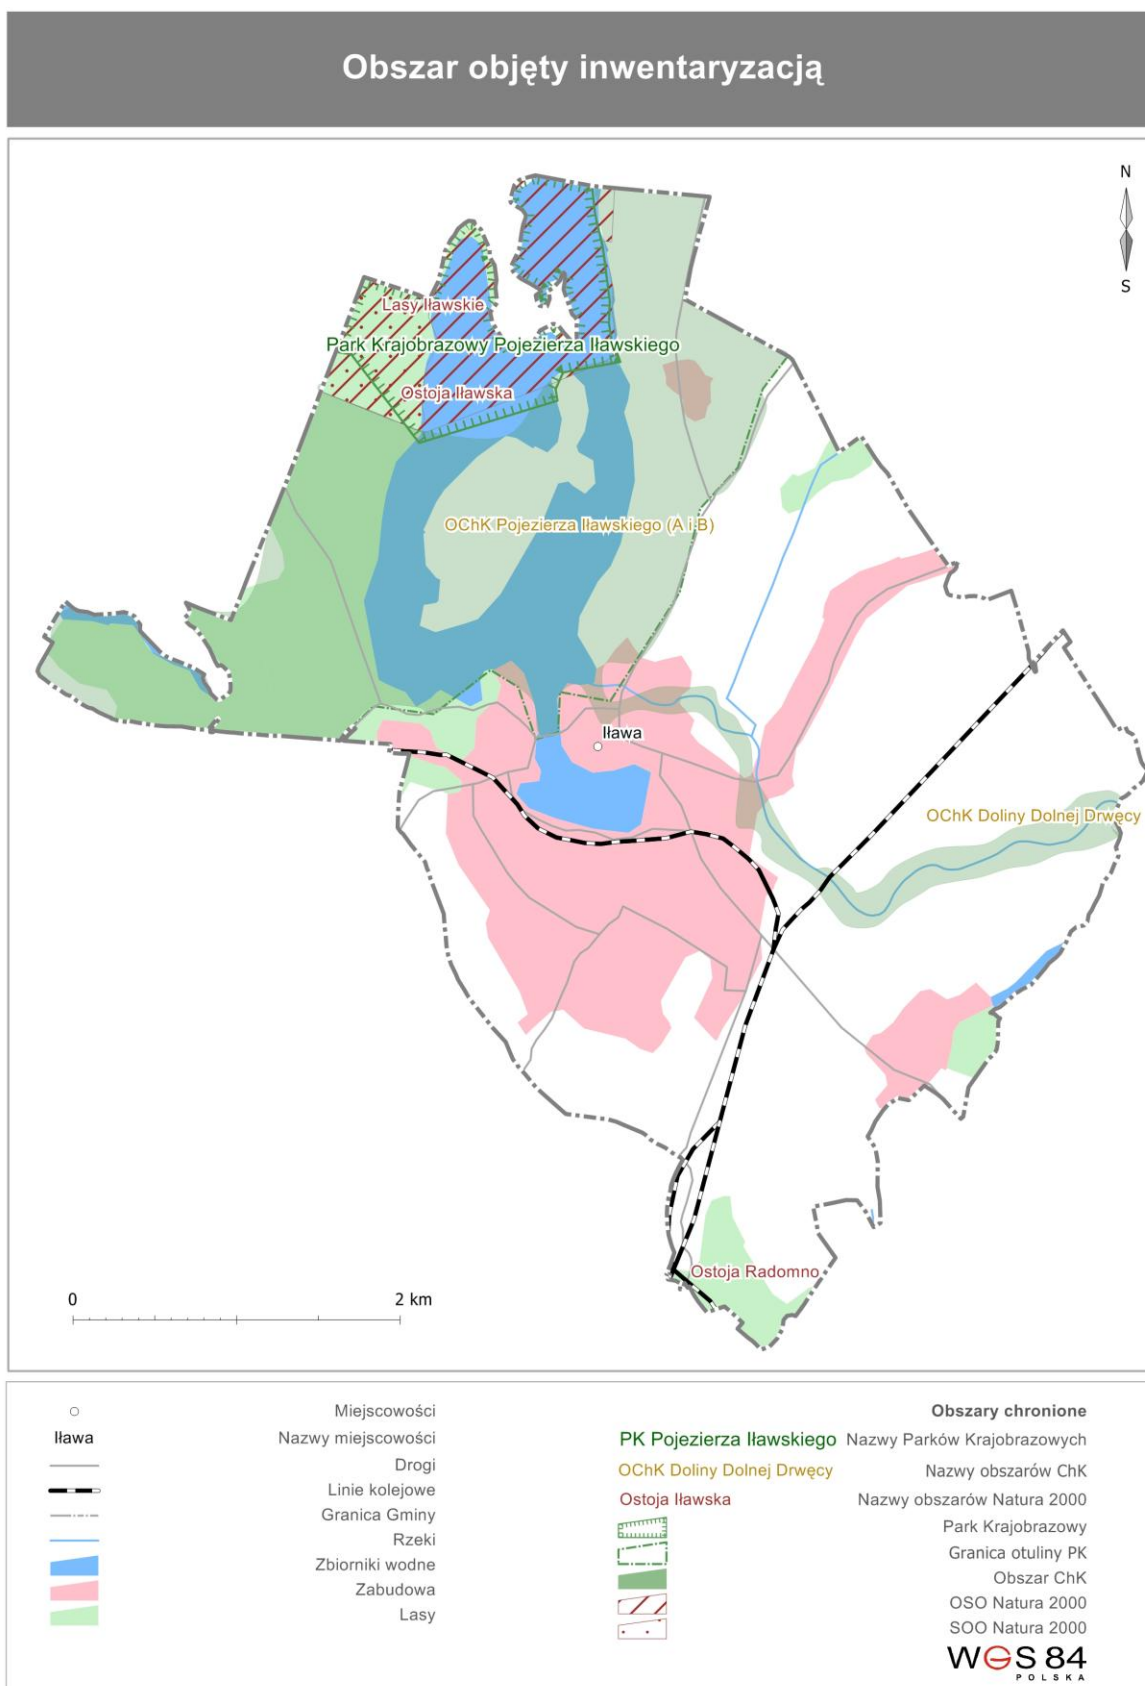 Obszar objęty inwentaryzacją
N
S
Lasy Iławskie
Park Krajobrazowy Pojezierza Iławskiego
Ostoja Iławska
OChK Pojezierza Iławskiego (A i B)
Iława
OChK Doliny Dolnej Drwęcy
Ostoja Radomno
0 2 km
Miejscowości
Iława Nazwy miejscowości
Drogi
Linie kolejowe
Granica Gminy
Rzeki
Zbiorniki wodne
Zabudowa
Lasy
Obszary chronione
PK Pojezierza Iławskiego Nazwy Parków Krajobrazowych
OChK Doliny Dolnej Drwęcy Nazwy obszarów ChK
Ostoja Iławska Nazwy obszarów Natura 2000
Park Krajobrazowy
Granica otuliny PK
Obszar ChK
OSO Natura 2000
SOO Natura 2000
WGS 84
POLSKA